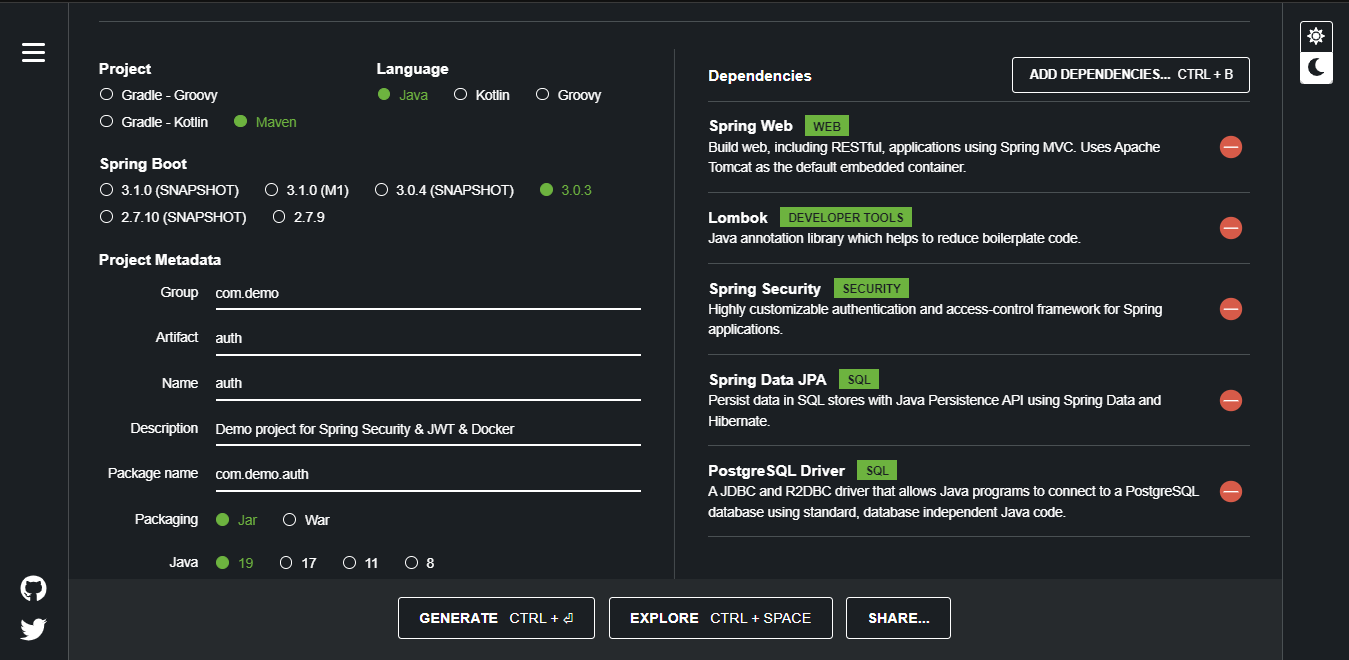 Project
Gradle - Groovy
Gradle - Kotlin Maven
Language
Java Kotlin Groovy
Spring Boot
3.1.0 (SNAPSHOT) 3.1.0 (M1) 3.0.4 (SNAPSHOT) 3.0.3
2.7.10 (SNAPSHOT) 2.7.9
Project Metadata
Group com.demo
Artifact auth
Name auth
Description Demo project for Spring Security & JWT & Docker
Package name com.demo.auth
Packaging Jar War
Java 19 17 11 8
Dependencies ADD DEPENDENCIES... CTRL + B
Spring Web WEB
Build web, including RESTful, applications using Spring MVC. Uses Apache
Tomcat as the default embedded container.
Lombok DEVELOPER TOOLS
Java annotation library which helps to reduce boilerplate code.
Spring Security SECURITY
Highly customizable authentication and access-control framework for Spring
applications.
Spring Data JPA SQL
Persist data in SQL stores with Java Persistence API using Spring Data and
Hibernate.
PostgreSQL Driver SQL
A JDBC and R2DBC driver that allows Java programs to connect to a PostgreSQL
database using standard, database independent Java code.
GENERATE CTRL + ⏎ EXPLORE CTRL + SPACE SHARE...